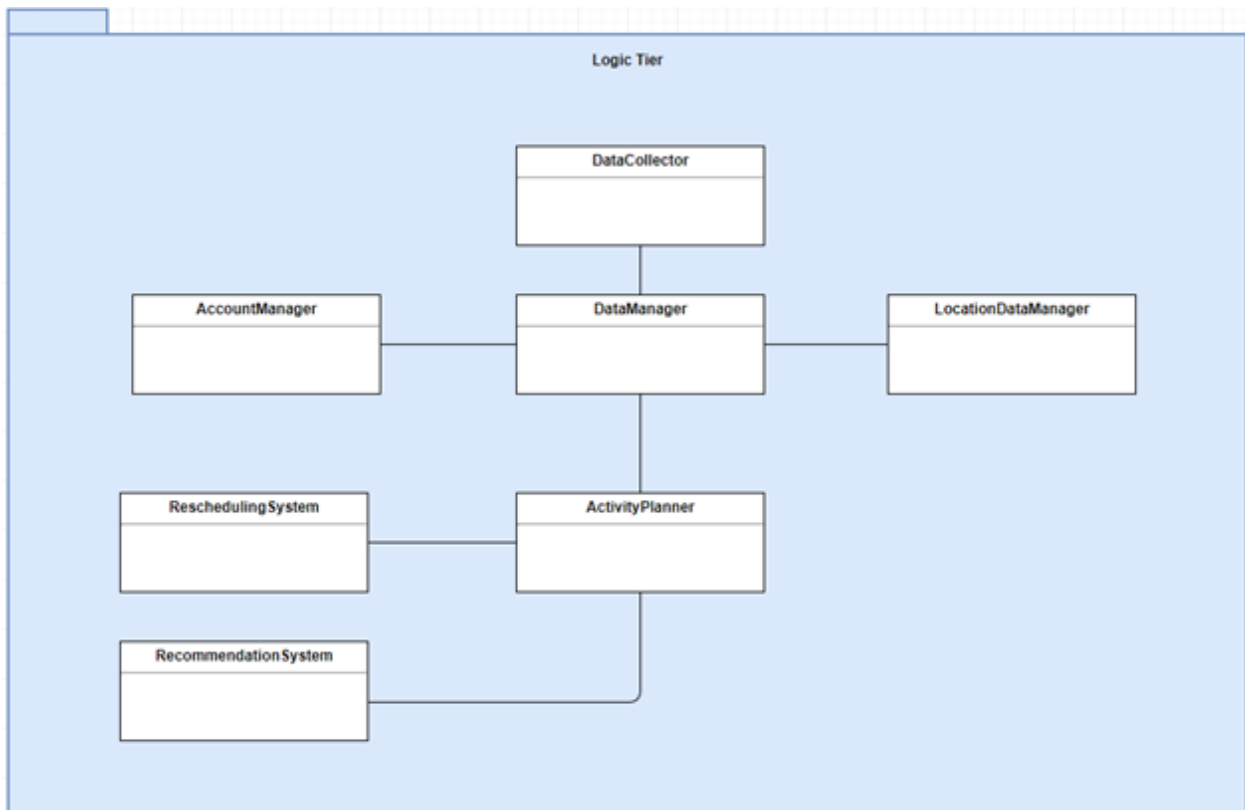 Logic Tier
DataCollector
AccountManager
DataManager
LocationDataManager
ReschedulingSystem
ActivityPlanner
RecommendationSystem